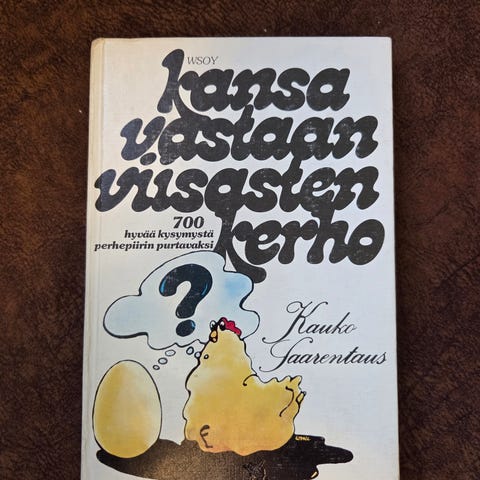 WSOY
kansa
vastaan
viisasten
kerho
700
hyvää kysymystä
perhepiirin purtavaksi
?
Kauko
Saarentaus